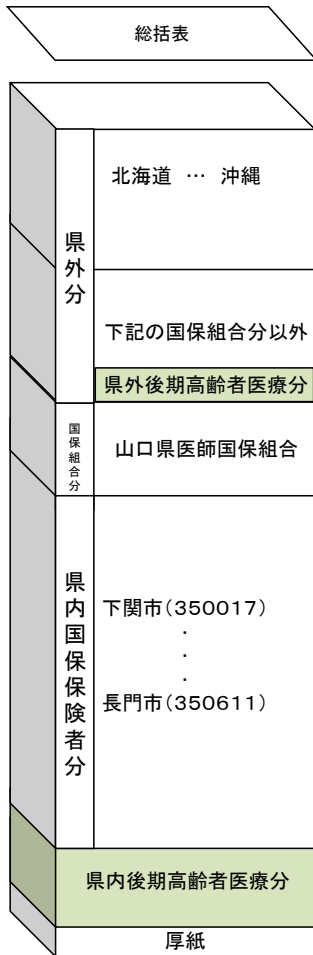 総括表
県外分
北海道 … 沖縄
下記の国保組合分以外
県外後期高齢者医療分
国保組合分
山口県医師国保組合
県内国保保険者分
下関市(350017)
・
・
・
長門市(350611)
県内後期高齢者医療分
厚紙